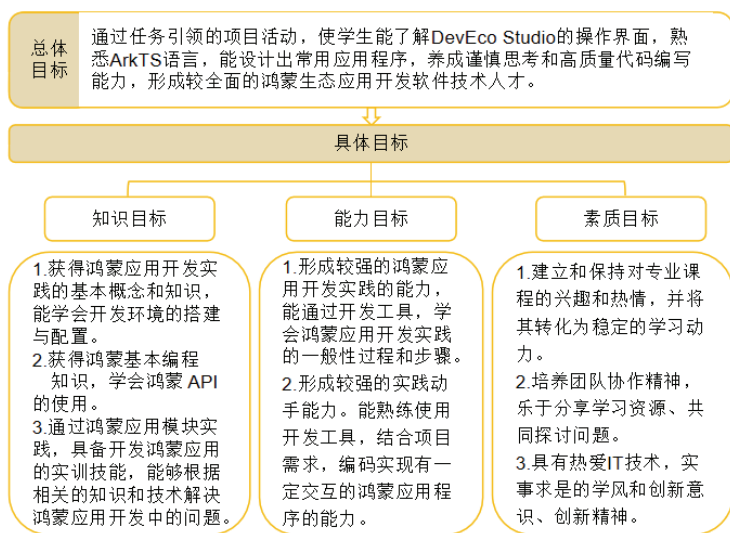 总体
目标
通过任务引领的项目活动，使学生能了解DevEco Studio的操作界面，熟
悉ArkTS语言，能设计出常用应用程序，养成谨慎思考和高质量代码编写
能力，形成较全面的鸿蒙生态应用开发软件技术人才。
具体目标
知识目标
1.获得鸿蒙应用开发实
践的基本概念和知识，
能学会开发环境的搭建
与配置。
2.获得鸿蒙基本编程
知识，学会鸿蒙 API
的使用。
3.通过鸿蒙应用模块实
践，具备开发鸿蒙应用
的实训技能，能够根据
相关的知识和技术解决
鸿蒙应用开发中的问题。
能力目标
1.形成较强的鸿蒙应
用开发实践的能力，
能通过开发工具，学
会鸿蒙应用开发实践
的一般性过程和步骤。
2.形成较强的实践动
手能力。能熟练使用
开发工具，结合项目
需求，编码实现有一
定交互的鸿蒙应用程
序的能力。
素质目标
1.建立和保持对专业课
程的兴趣和热情，并将
其转化为稳定的学习动
力。
2.培养团队协作精神，
乐于分享学习资源、共
同探讨问题。
3.具有热爱IT技术，实
事求是的学风和创新意
识、创新精神。